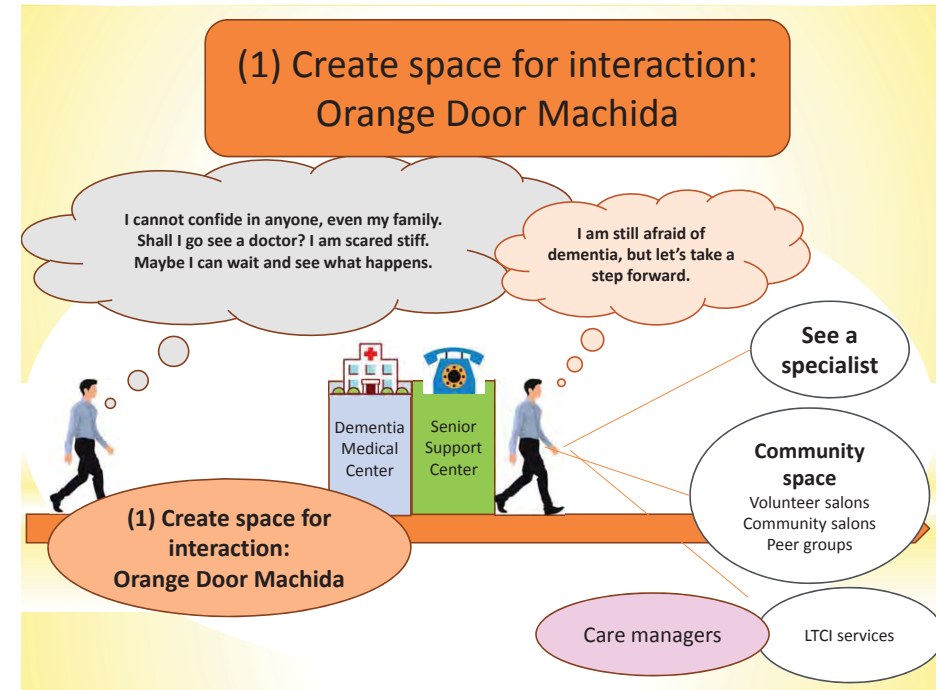 (1) Create space for interaction:
Orange Door Machida
I cannot confide in anyone, even my family.
Shall I go see a doctor? I am scared stiff.
Maybe I can wait and see what happens.
I am still afraid of
dementia, but let’s take a
step forward.
See a
specialist
Dementia
Medical
Center
Senior
Support
Center
Community
space
Volunteer salons
Community salons
Peer groups
(1) Create space for
interaction:
Orange Door Machida
Care managers
LTCI services